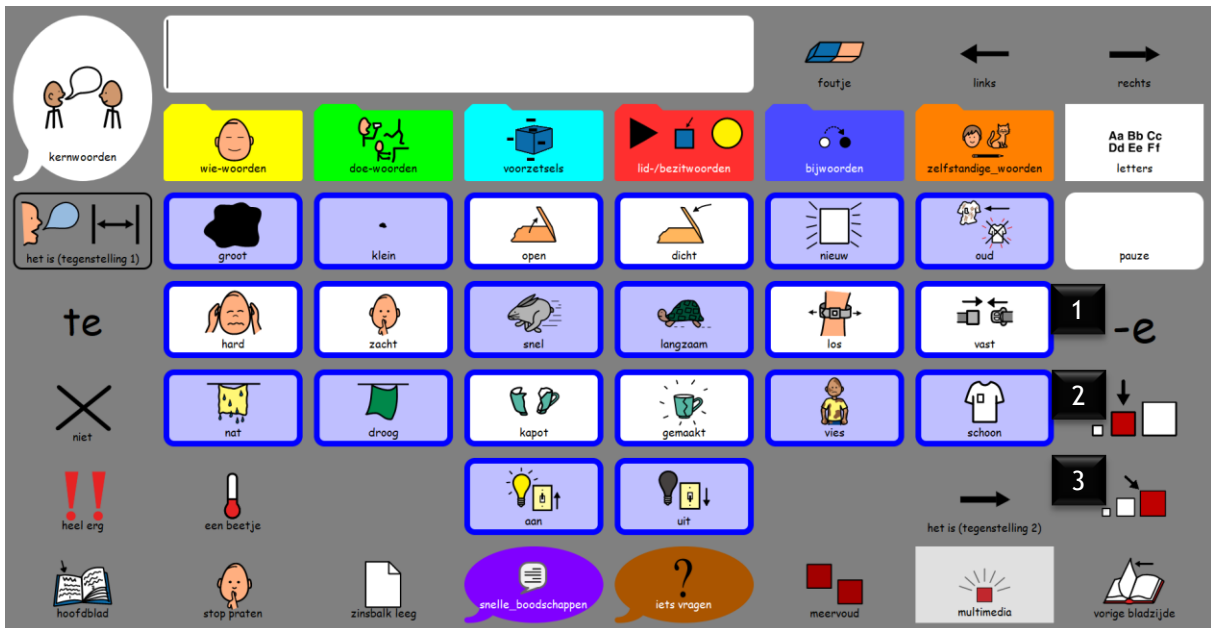 foutje
links
rechts
kernwoorden
wie-woorden
doe-woorden
voorzetsels
lid-/bezitwoorden
bijwoorden
zelfstandige_woorden
Aa Bb Cc
Dd Ee Ff
letters
het is (tegenstelling 1)
groot
klein
open
dicht
nieuw
oud
pauze
te
hard
zacht
snel
langzaam
los
vast
1
-e
niet
nat
droog
kapot
gemaakt
vies
schoon
2
heel erg
een beetje
aan
uit
het is (tegenstelling 2)
3
hoofdblad
stop praten
zinsbalk leeg
snelle_boodschappen
?
iets vragen
meervoud
multimedia
vorige bladzijde